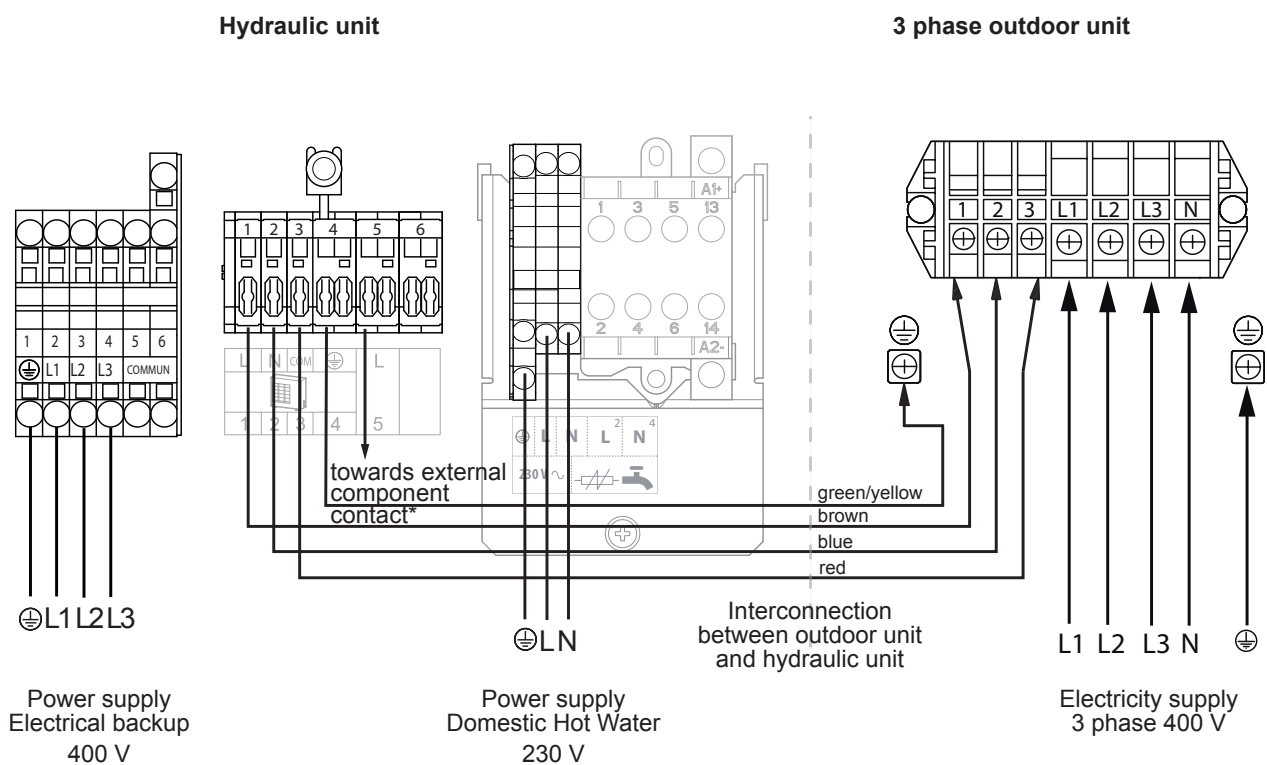 Hydraulic unit
3 phase outdoor unit
1 2 3 4 5 6
L1 L2 L3 COMMUN
1 2 3 4 5 6
L N COM L
1 2 3 4 5
towards external
component
contact*
A1+
1 3 5 13
2 4 6 14
A2-
L N L 2 N 4
230 V ~
1 2 3 L1 L2 L3 N
green/yellow
brown
blue
red
Interconnection
between outdoor unit
and hydraulic unit
L1 L2 L3
L N
L1 L2 L3 N
Power supply
Electrical backup
400 V
Power supply
Domestic Hot Water
230 V
Electricity supply
3 phase 400 V